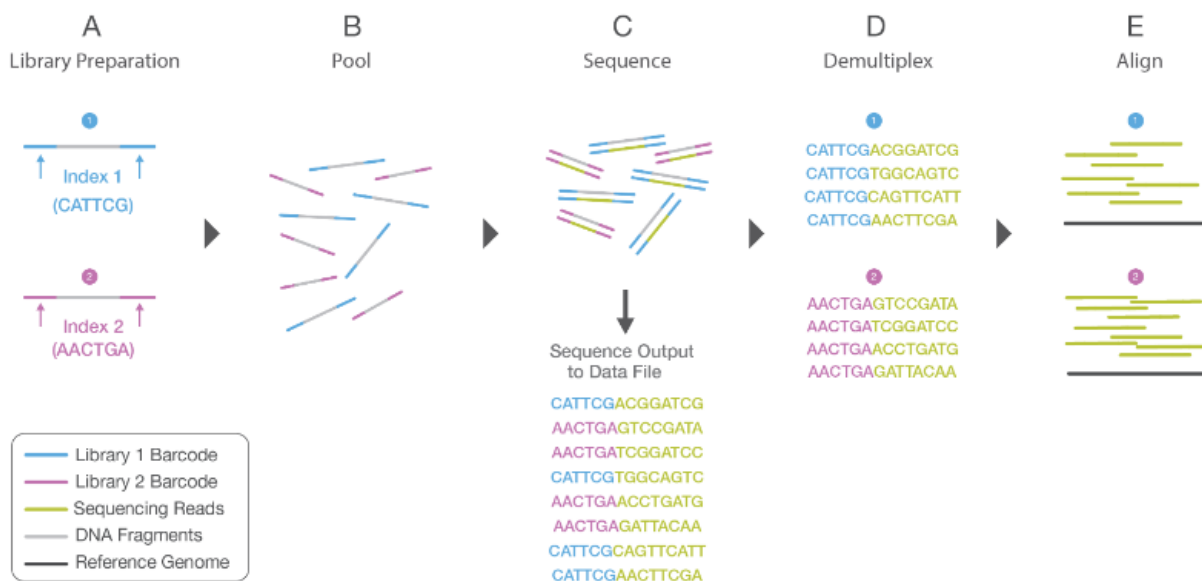 A
Library Preparation
1
Index 1
(CATTCG)
2
Index 2
(AACTGA)
B
Pool
C
Sequence
Sequence Output
to Data File
CATTCGACGGATCG
AACTGAGTCCGATA
AACTGATCGGATCC
CATTCGTGGCAGTC
AACTGAACCTGATG
AACTGAGATTACAA
CATTCGCAGTTCATT
CATTCGAACTTCGA
D
Demultiplex
1
CATTCGACGGATCG
CATTCGTGGCAGTC
CATTCGCAGTTCATT
CATTCGAACTTCGA
2
AACTGAGTCCGATA
AACTGATCGGATCC
AACTGAACCTGATG
AACTGAGATTACAA
E
Align
1
2
Library 1 Barcode
Library 2 Barcode
Sequencing Reads
DNA Fragments
Reference Genome